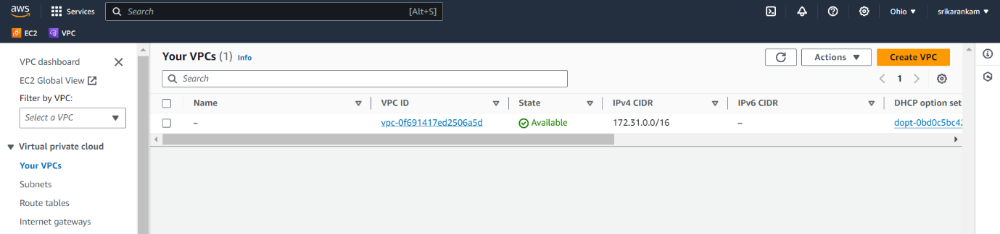 aws Services Search [Alt+S] Ohio ▼ srikarankam ▼
EC2 VPC
VPC dashboard
EC2 Global View
Filter by VPC:
Select a VPC
Virtual private cloud
Your VPCs
Subnets
Route tables
Internet gateways
Your VPCs (1) Info
Actions ▼ Create VPC
Search
1
Name VPC ID State IPv4 CIDR IPv6 CIDR DHCP option set
– vpc-0f691417ed2506a5d Available 172.31.0.0/16 – dopt-0bd0c5bc42